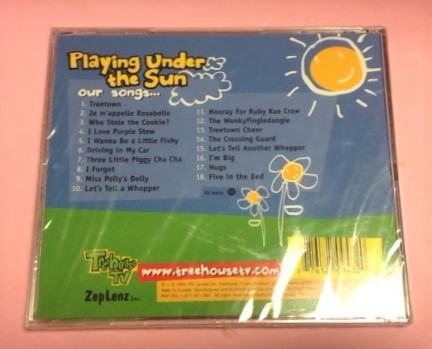 Playing Under
the Sun
our songs...
1. Treetown
2. Je m'appelle Rosabelle
3. Who Stole the Cookie?
4. I Love Purple Stew
5. I Wanna Be a Little Fishy
6. Driving in My Car
7. Three Little Piggy Cha Cha
8. I Forgot
9. Miss Polly's Dolly
10. Let's Tell a Whopper
11. Hooray For Ruby Rae Crow
12. The Wonkyfingledangle
13. Treetown Cheer
14. The Crossing Guard
15. Let's Tell Another Whopper
16. I'm Big
17. Hugs
18. Five in the Bed
Treehouse
TV
www.treehousetv.com
ZepLenz